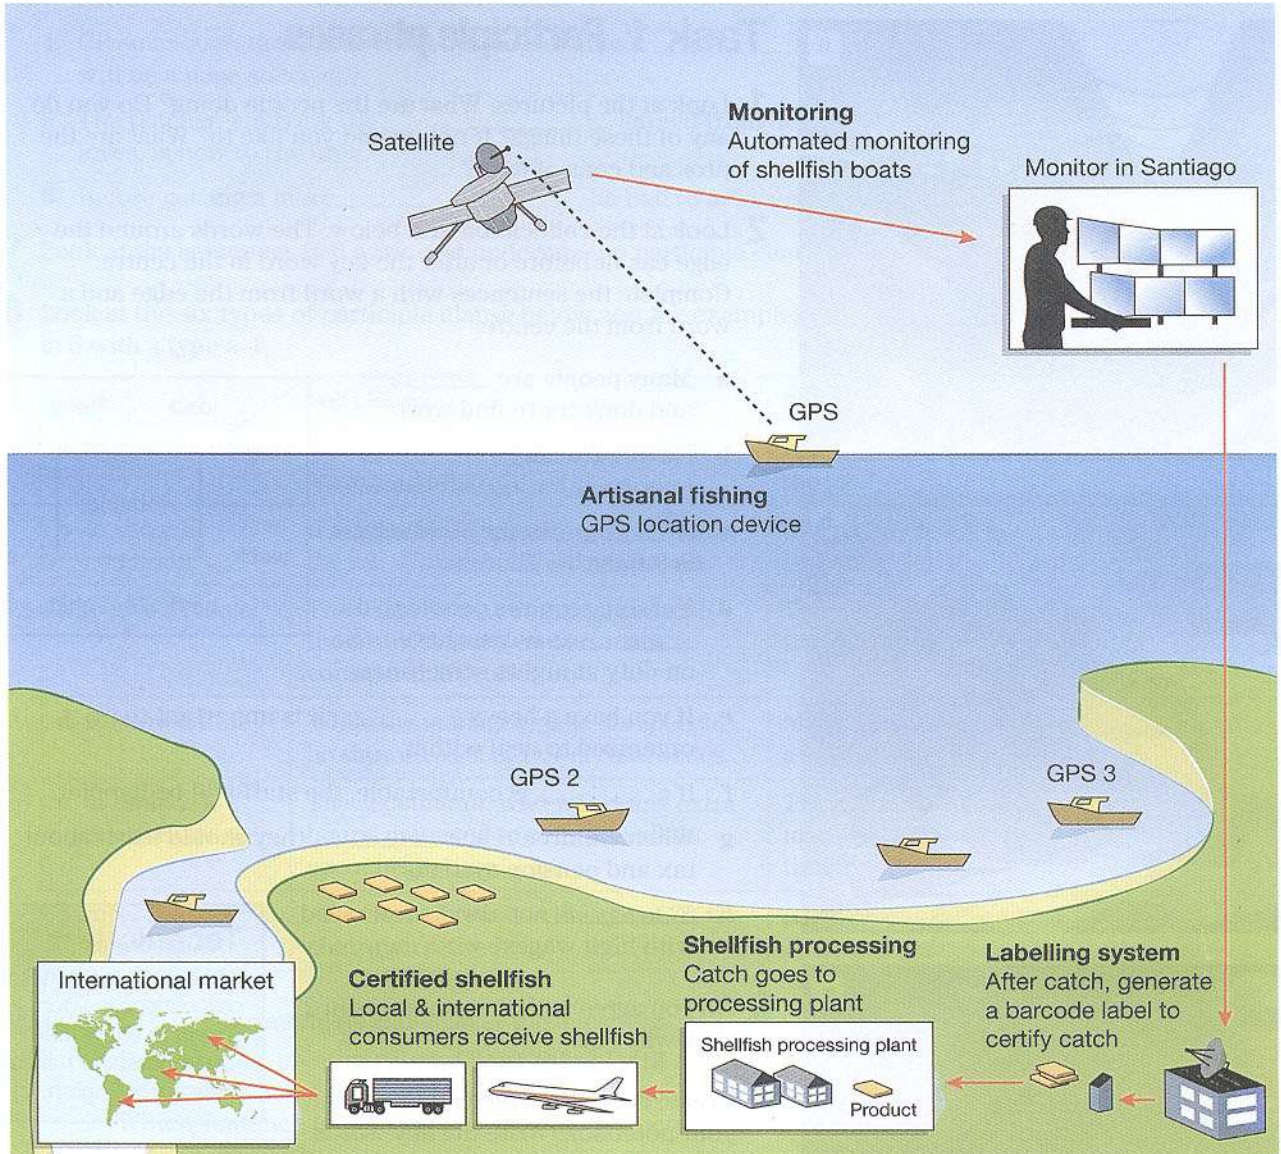 Satellite
Monitoring
Automated monitoring
of shellfish boats
Monitor in Santiago
GPS
Artisanal fishing
GPS location device
GPS 2
GPS 3
International market
Certified shellfish
Local & international
consumers receive shellfish
Shellfish processing
Catch goes to
processing plant
Shellfish processing plant
Product
Labelling system
After catch, generate
a barcode label to
certify catch